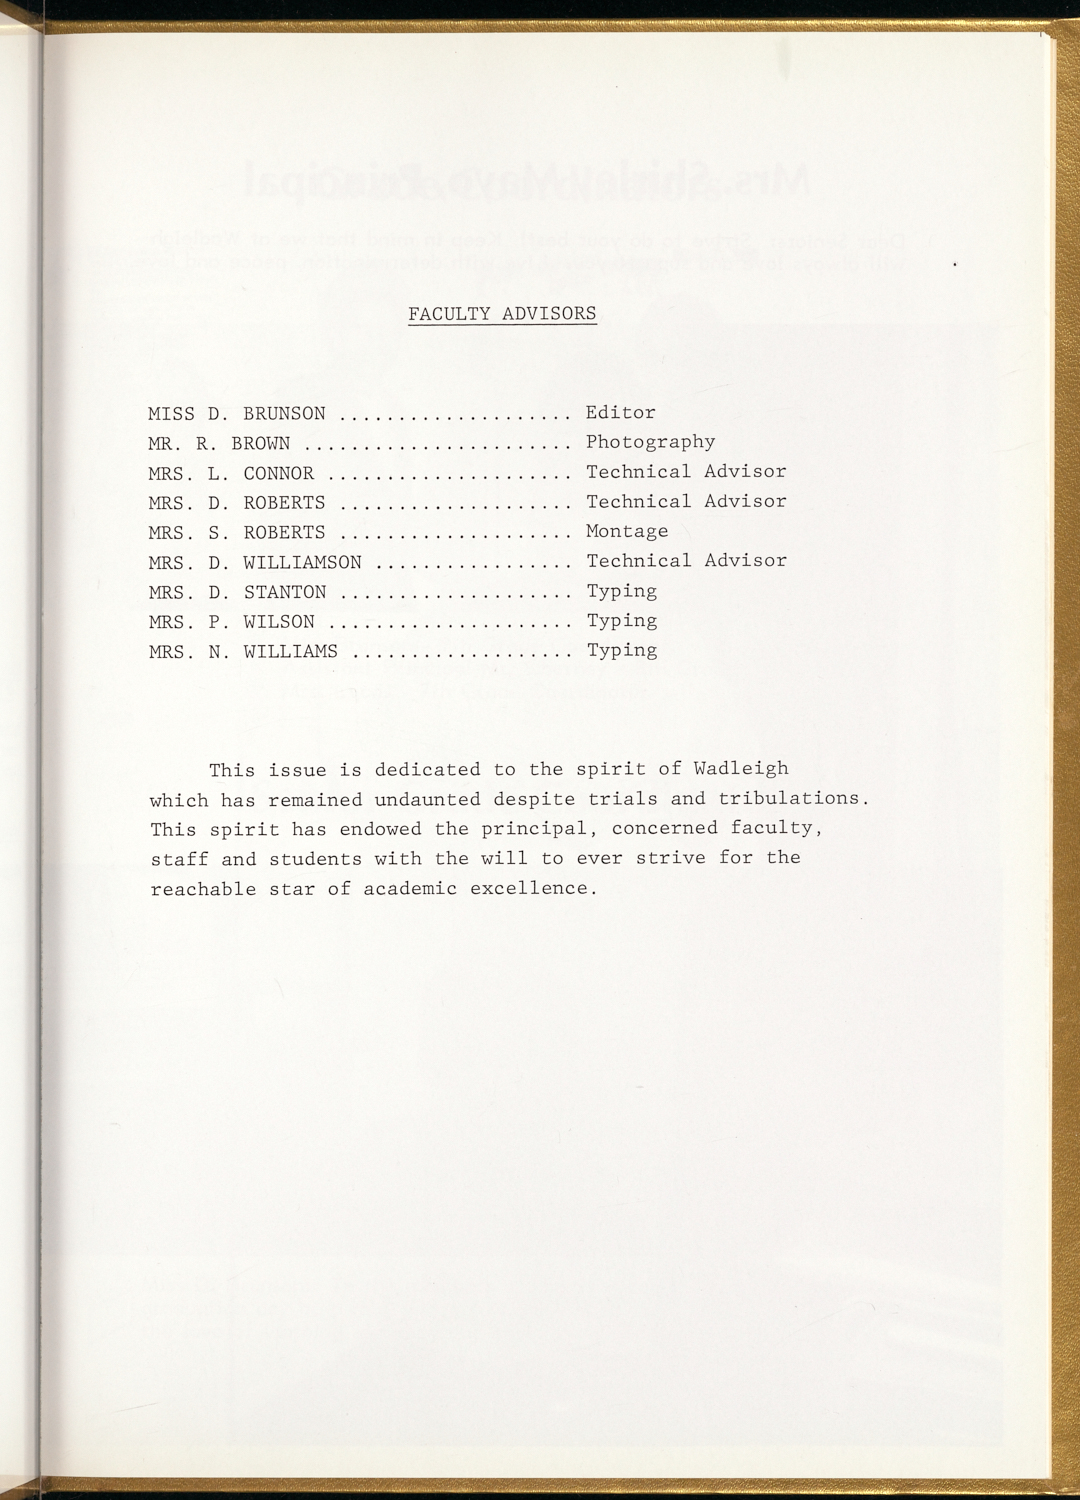 FACULTY ADVISORS
MISS D. BRUNSON .................... Editor
MR. R. BROWN ....................... Photography
MRS. L. CONNOR ..................... Technical Advisor
MRS. D. ROBERTS .................... Technical Advisor
MRS. S. ROBERTS .................... Montage
MRS. D. WILLIAMSON ................. Technical Advisor
MRS. D. STANTON .................... Typing
MRS. P. WILSON ..................... Typing
MRS. N. WILLIAMS ................... Typing
This issue is dedicated to the spirit of Wadleigh
which has remained undaunted despite trials and tribulations.
This spirit has endowed the principal, concerned faculty,
staff and students with the will to ever strive for the
reachable star of academic excellence.